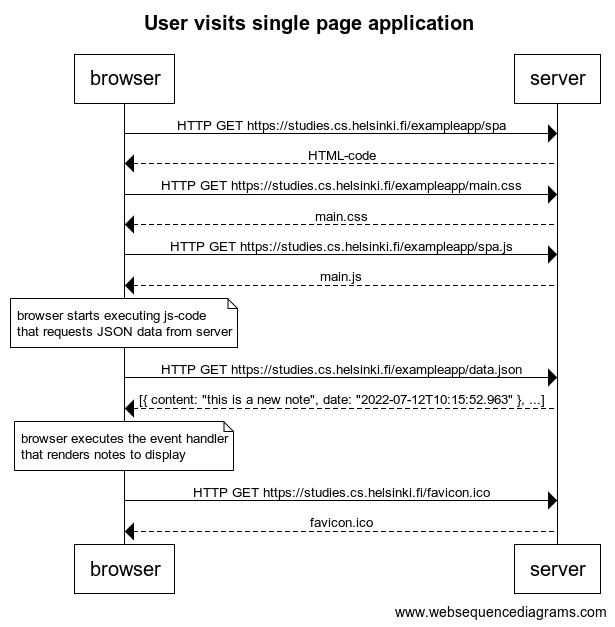 User visits single page application
browser
server
HTTP GET https://studies.cs.helsinki.fi/exampleapp/spa
HTML-code
HTTP GET https://studies.cs.helsinki.fi/exampleapp/main.css
main.css
HTTP GET https://studies.cs.helsinki.fi/exampleapp/spa.js
main.js
browser starts executing js-code
that requests JSON data from server
HTTP GET https://studies.cs.helsinki.fi/exampleapp/data.json
[{ content: "this is a new note", date: "2022-07-12T10:15:52.963" }, ...]
browser executes the event handler
that renders notes to display
HTTP GET https://studies.cs.helsinki.fi/favicon.ico
favicon.ico
browser
server
www.websequencediagrams.com